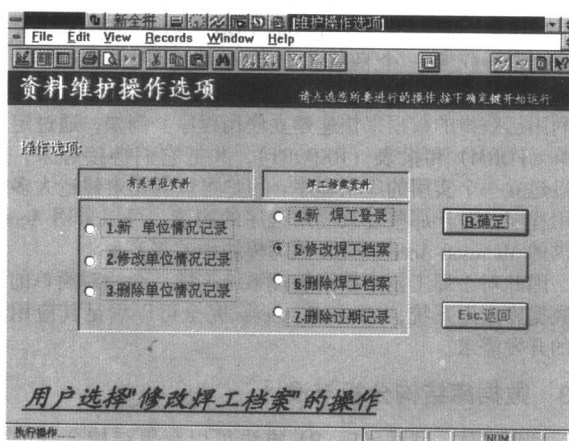 新全拼
[维护操作选项]
File Edit View Records Window Help
资料维护操作选项
请点选您所要进行的操作,按下确定键开始运行
操作选项:
有关单位资料
焊工档案资料
1.新 单位情况记录
2.修改单位情况记录
3.删除单位情况记录
4.新 焊工登录
5.修改焊工档案
6.删除焊工档案
7.删除过期记录
B.确定
Esc.返回
用户选择"修改焊工档案"的操作
执行操作......
NUM